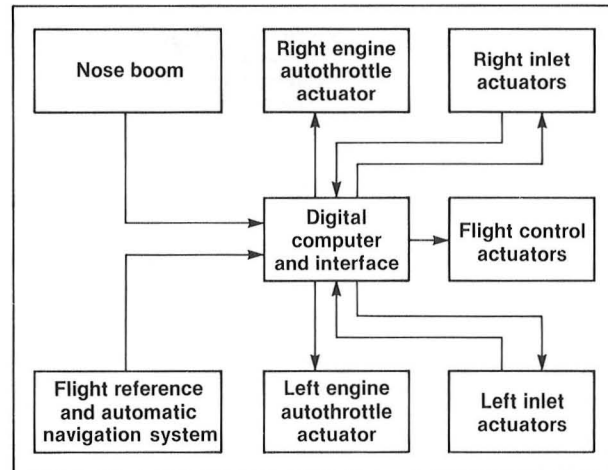 Nose boom
Right engine
autothrottle
actuator
Right inlet
actuators
Digital
computer
and interface
Flight control
actuators
Flight reference
and automatic
navigation system
Left engine
autothrottle
actuator
Left inlet
actuators